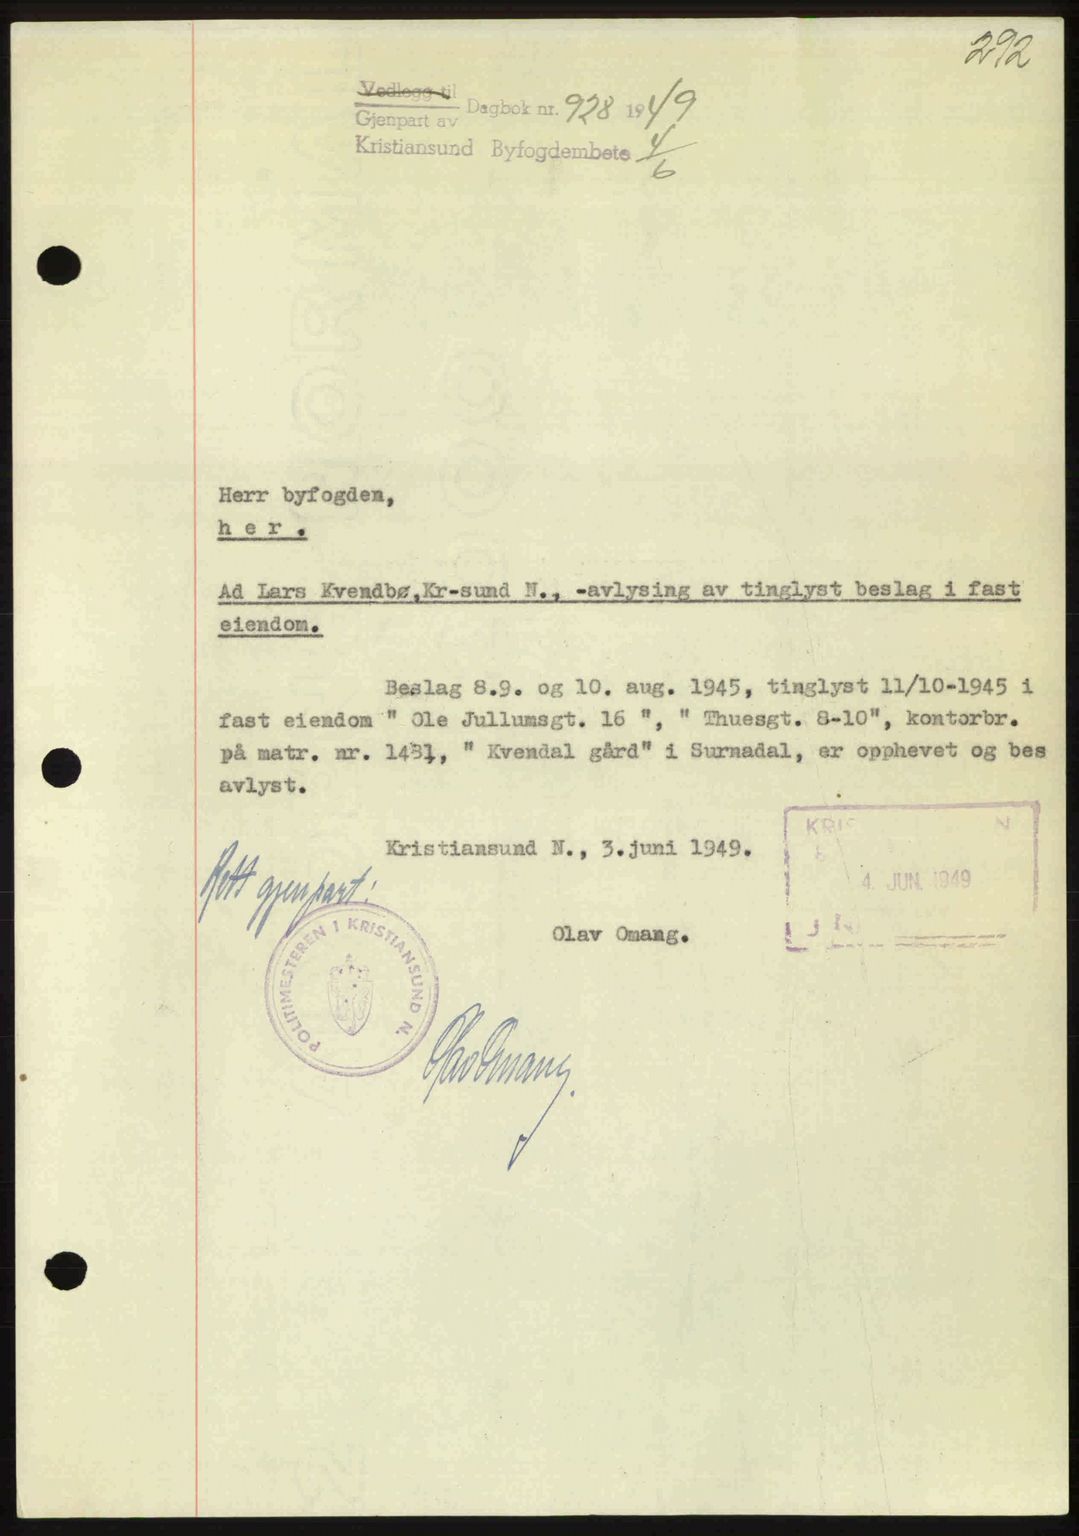 292
Vedlegg til
Gjenpart av Dagbok nr. 928 1949
Kristiansund Byfogdembete 4/6
Herr byfogden,
h e r .
Ad Lars Kvendbø,Kr-sund N., -avlysing av tinglyst beslag i fast
eiendom.
Beslag 8.9. og 10. aug. 1945, tinglyst 11/10-1945 i
fast eiendom " Ole Jullumsgt. 16 ", " Thuesgt. 8-10", kontorbr.
på matr. nr. 1481, " Kvendal gård" i Surnadal, er opphevet og bes
avlyst.
Kristiansund N., 3.juni 1949.
4. JUN. 1949
Rett gjenpart:
Olav Omang.
POLITIMESTEREN I KRISTIANSUND N.
Olav Omang.